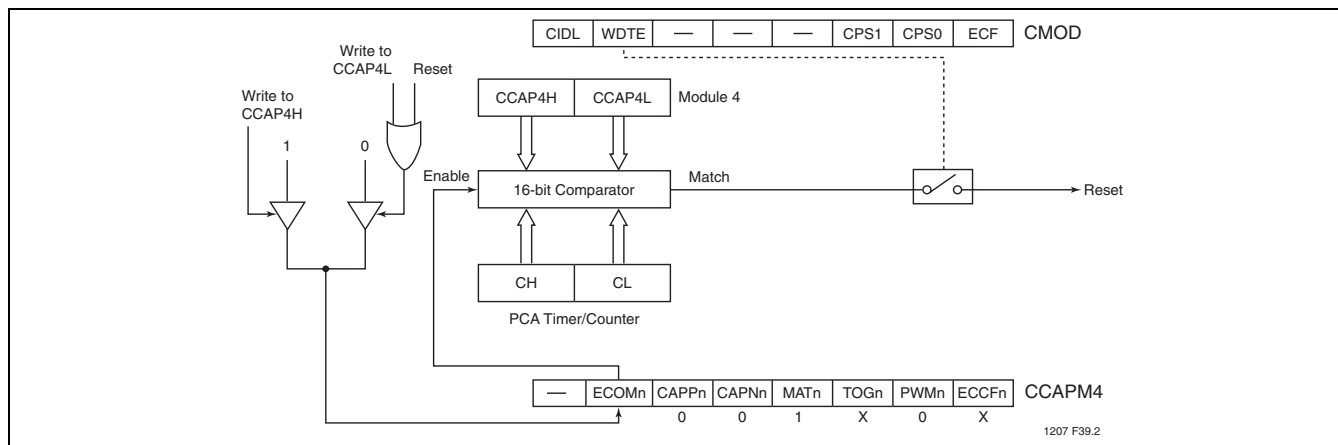 CIDL WDTE — — — CPS1 CPS0 ECF CMOD
Write to
CCAP4L Reset
Write to
CCAP4H
CCAP4H CCAP4L Module 4
1 0
Enable 16-bit Comparator Match Reset
CH CL
PCA Timer/Counter
— ECOMn CAPPn CAPNn MATn TOGn PWMn ECCFn CCAPM4
0 0 1 X 0 X
1207 F39.2